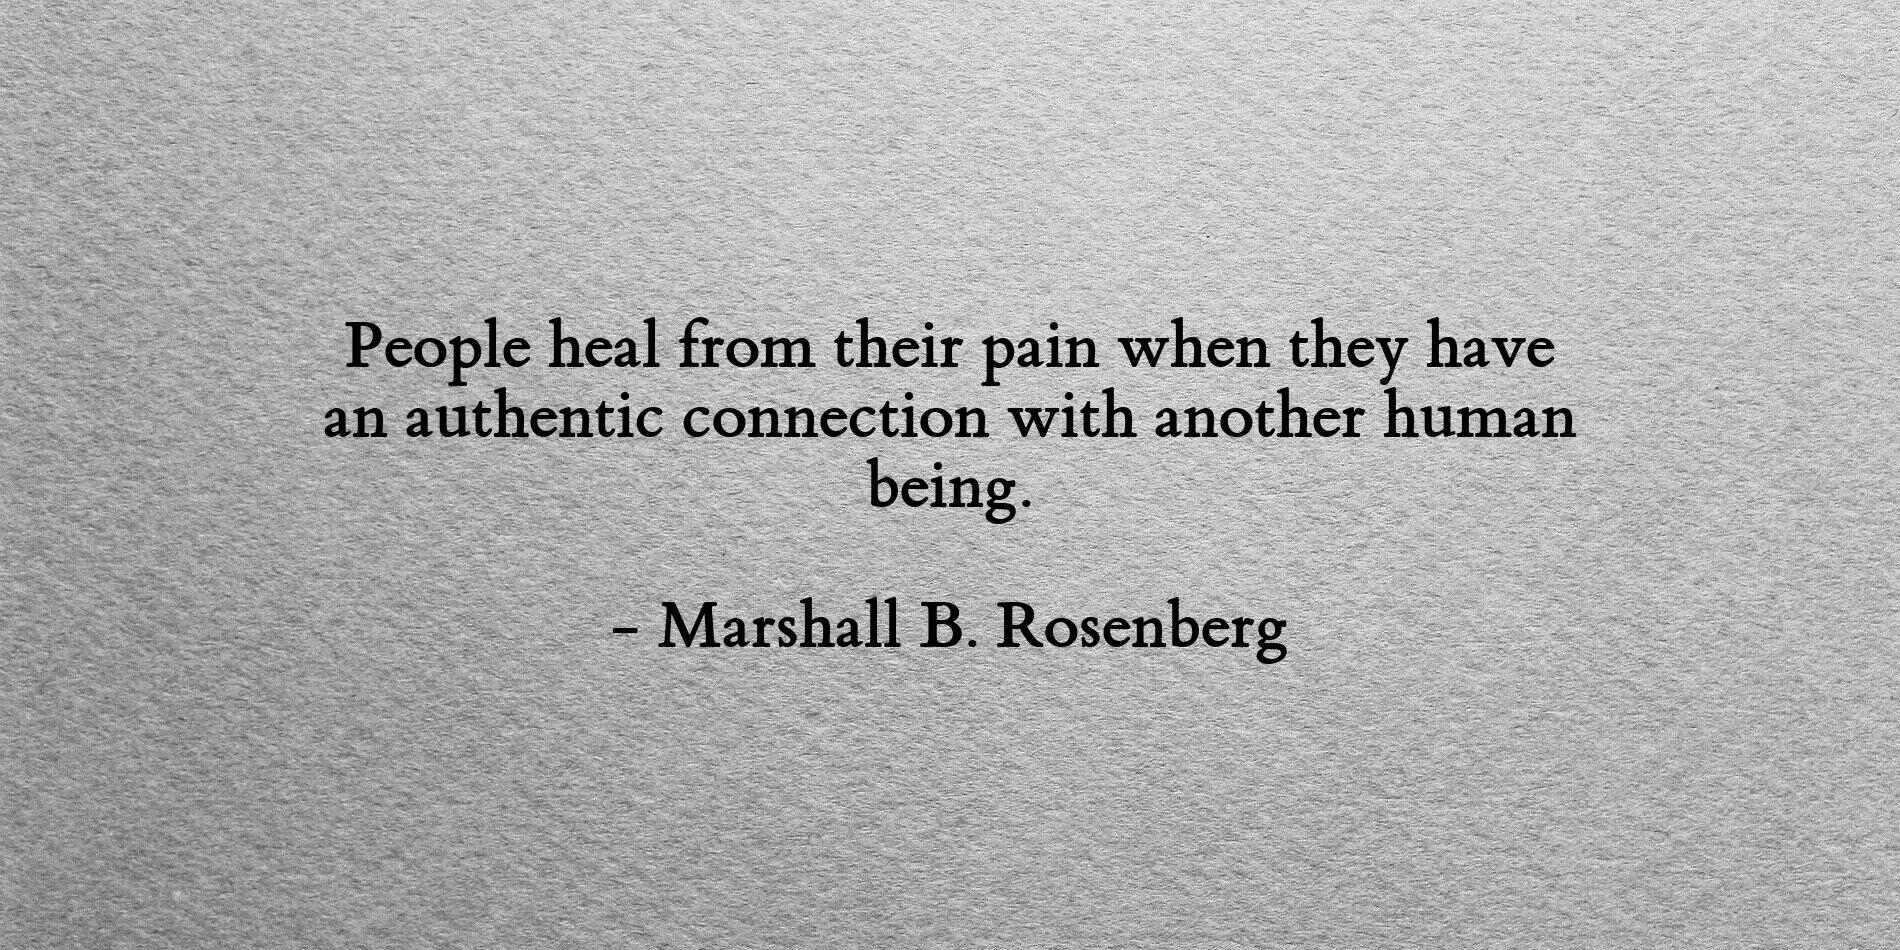 People heal from their pain when they have
an authentic connection with another human
being.
- Marshall B. Rosenberg